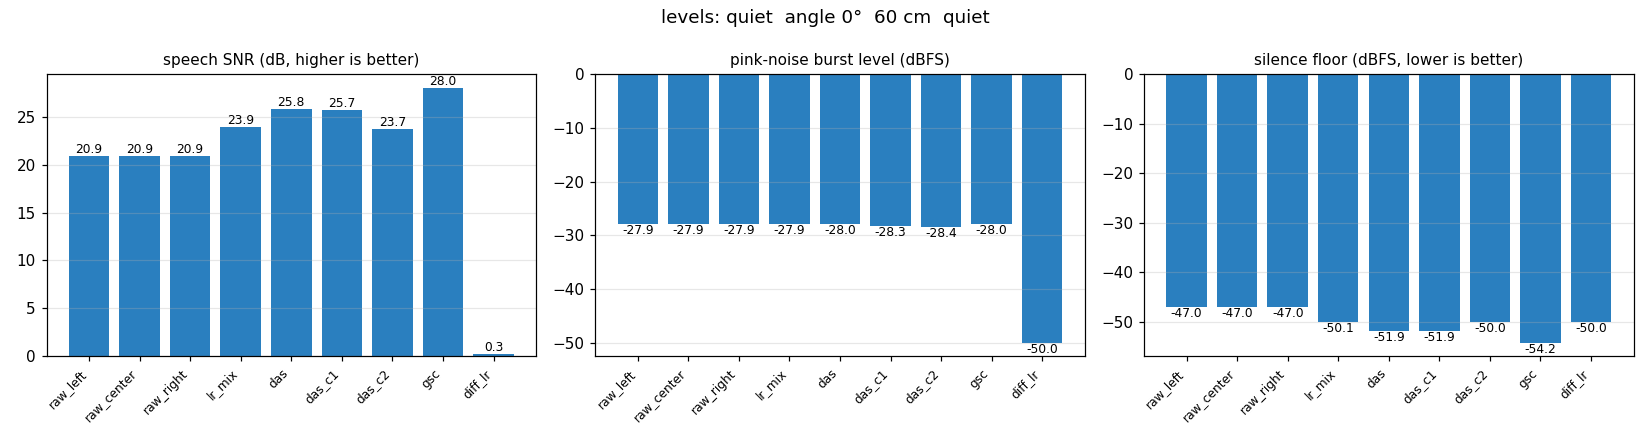 levels: quiet  angle 0°  60 cm  quiet
speech SNR (dB, higher is better)
25
20
15
10
5
0
20.9
20.9
20.9
23.9
25.8
25.7
23.7
28.0
0.3
raw_left
raw_center
raw_right
lr_mix
das
das_c1
das_c2
gsc
diff_lr
pink-noise burst level (dBFS)
0
−10
−20
−30
−40
−50
-27.9
-27.9
-27.9
-27.9
-28.0
-28.3
-28.4
-28.0
-50.0
raw_left
raw_center
raw_right
lr_mix
das
das_c1
das_c2
gsc
diff_lr
silence floor (dBFS, lower is better)
0
−10
−20
−30
−40
−50
-47.0
-47.0
-47.0
-50.1
-51.9
-51.9
-50.0
-54.2
-50.0
raw_left
raw_center
raw_right
lr_mix
das
das_c1
das_c2
gsc
diff_lr